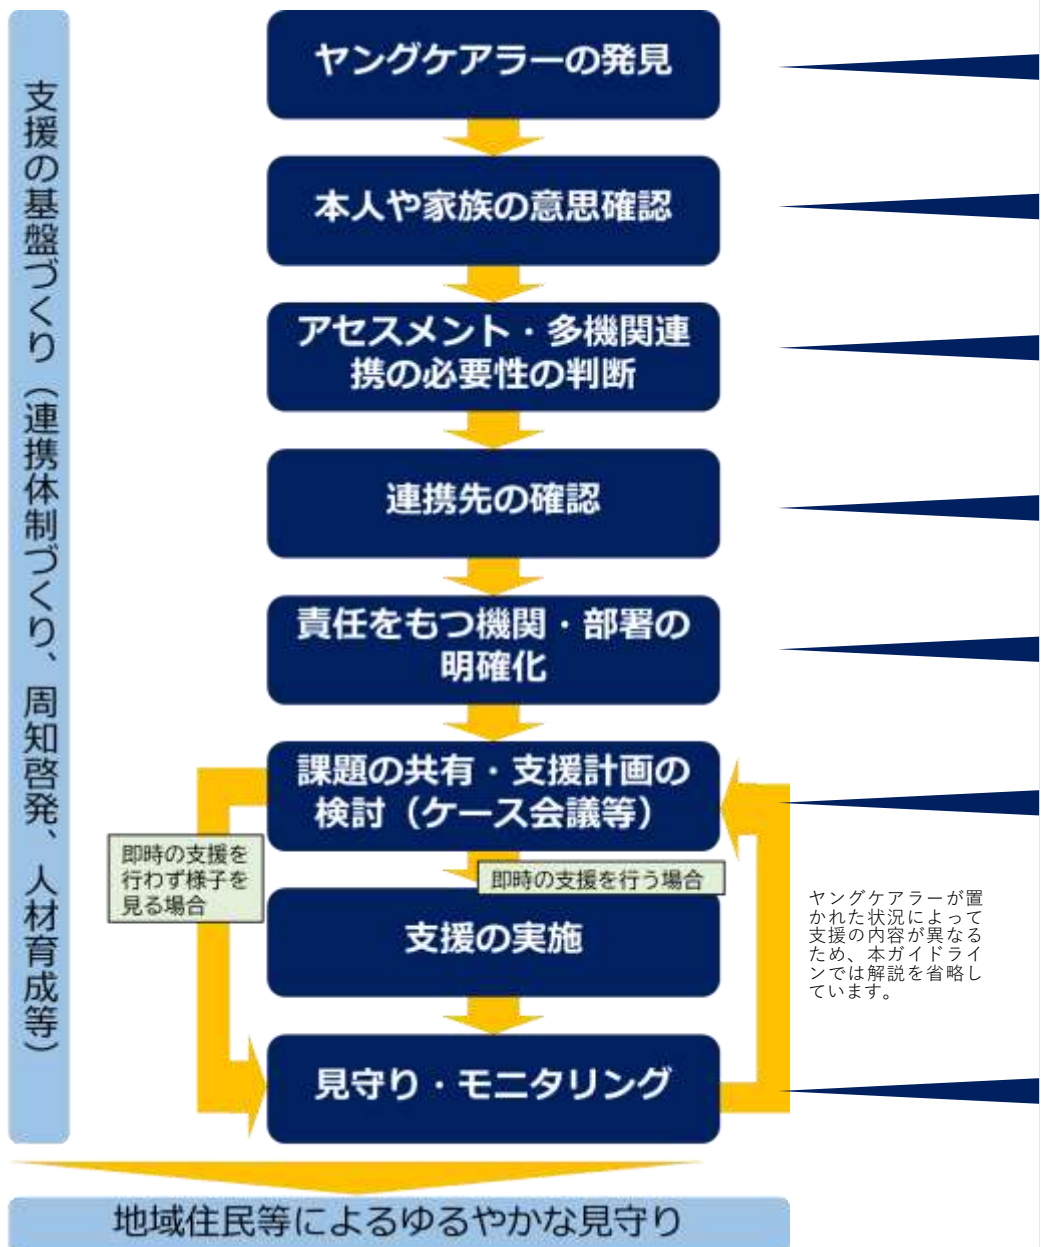 支援の基盤づくり（連携体制づくり、周知啓発、人材育成等）
ヤングケアラーの発見
本人や家族の意思確認
アセスメント・多機関連
携の必要性の判断
連携先の確認
責任をもつ機関・部署の
明確化
課題の共有・支援計画の
検討（ケース会議等）
即時の支援を
行わず様子を
見る場合
即時の支援を行う場合
支援の実施
ヤングケアラーが置
かれた状況によって
支援の内容が異なる
ため、本ガイドライ
ンでは解説を省略し
ています。
見守り・モニタリング
地域住民等によるゆるやかな見守り